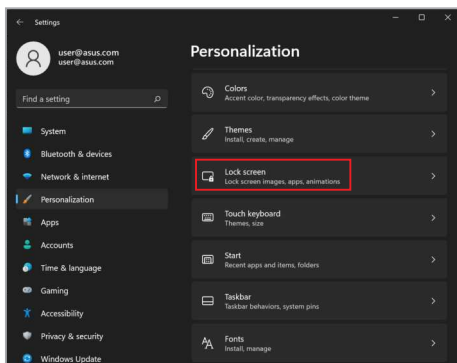 Settings
user@asus.com
user@asus.com
Find a setting
System
Bluetooth & devices
Network & internet
Personalization
Apps
Accounts
Time & language
Gaming
Accessibility
Privacy & security
Windows Update
Personalization
Colors
Accent color, transparency effects, color theme
Themes
Install, create, manage
Lock screen
Lock screen images, apps, animations
Touch keyboard
Themes, size
Start
Recent apps and items, folders
Taskbar
Taskbar behaviors, system pins
Fonts
Install, manage